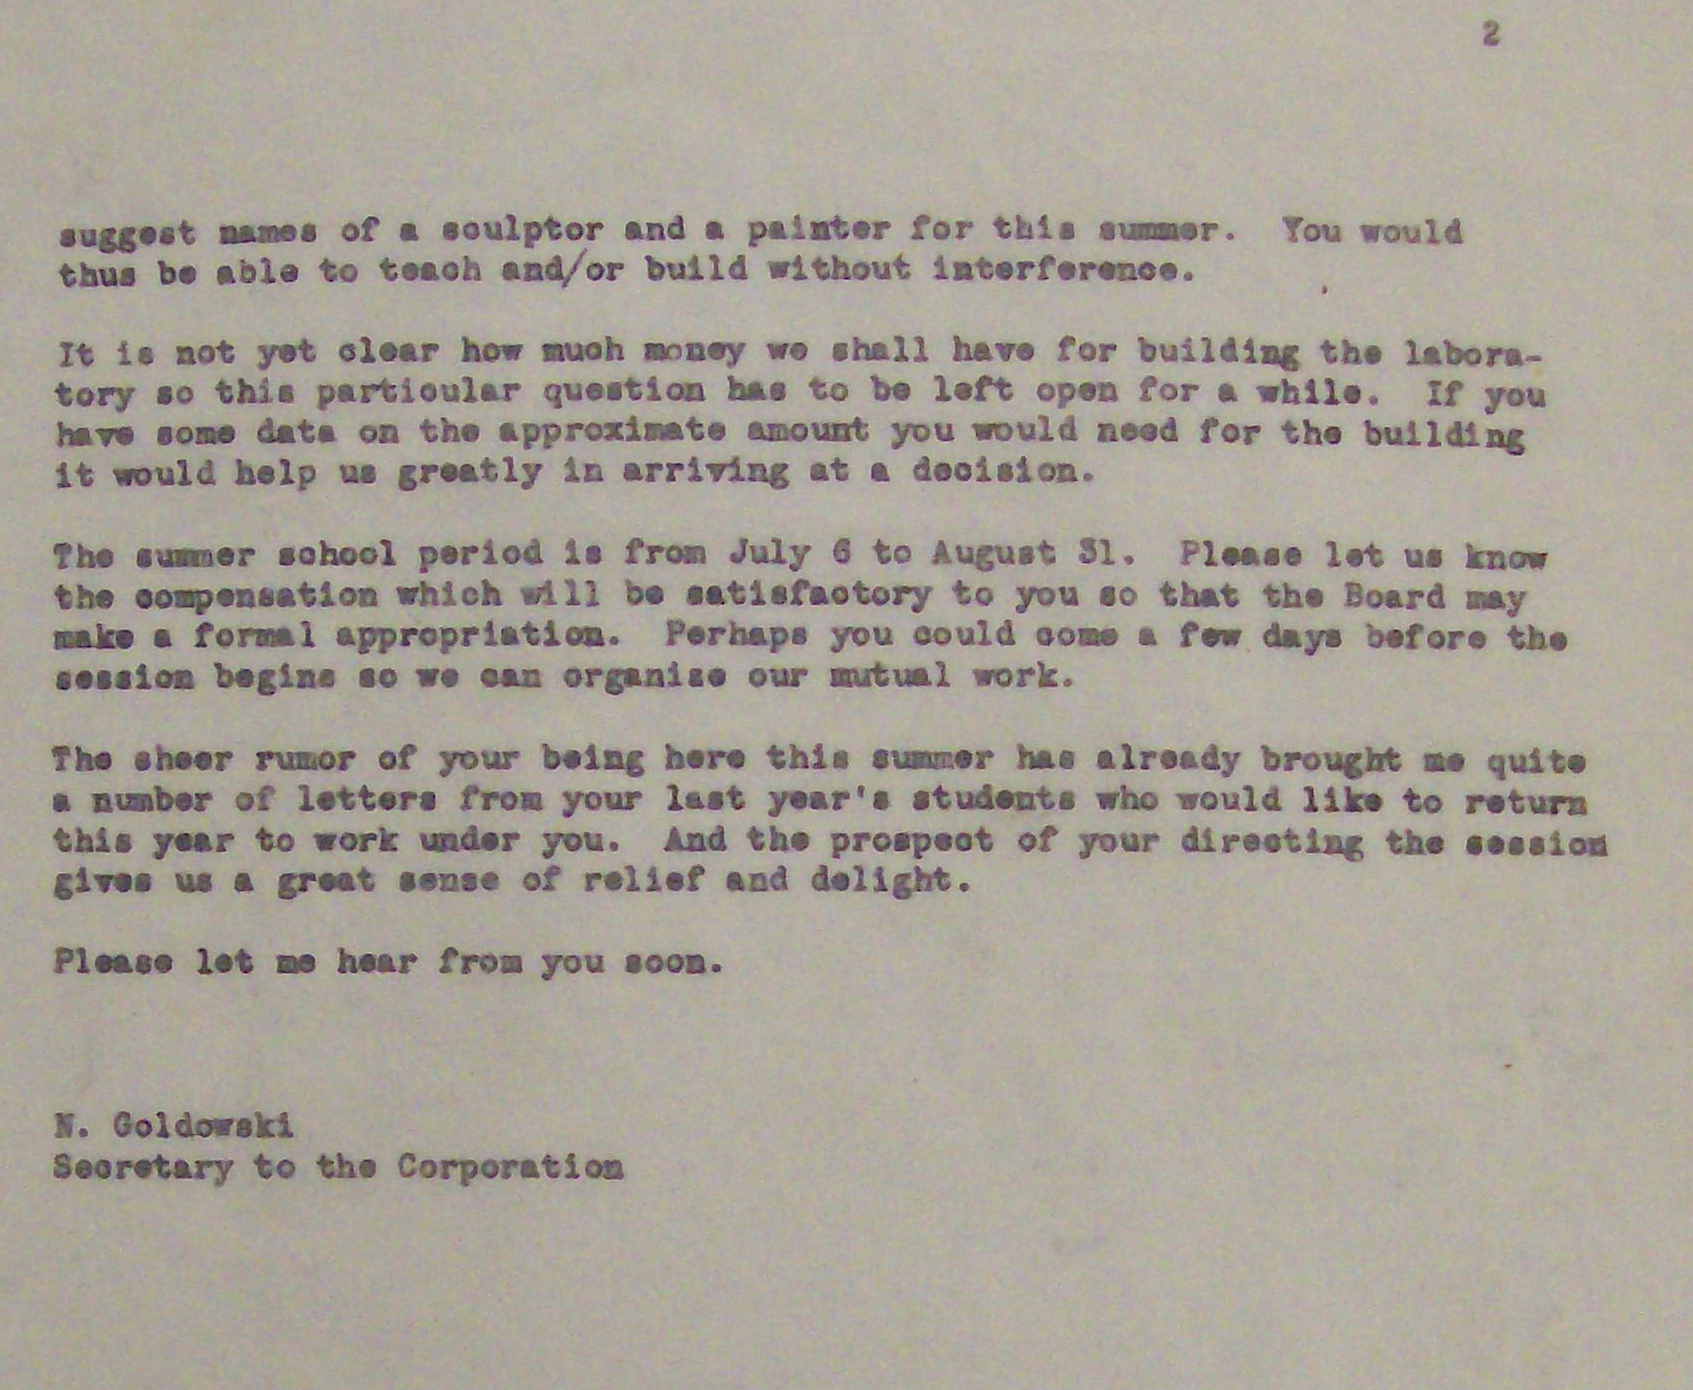 2
suggest names of a sculptor and a painter for this summer. You would
thus be able to teach and/or build without interference.
It is not yet clear how much money we shall have for building the labora-
tory so this particular question has to be left open for a while. If you
have some data on the approximate amount you would need for the building
it would help us greatly in arriving at a decision.
The summer school period is from July 6 to August 31. Please let us know
the compensation which will be satisfactory to you so that the Board may
make a formal appropriation. Perhaps you could come a few days before the
session begins so we can organize our mutual work.
The sheer rumor of your being here this summer has already brought me quite
a number of letters from your last year's students who would like to return
this year to work under you. And the prospect of your directing the session
gives us a great sense of relief and delight.
Please let me hear from you soon.
N. Goldowski
Secretary to the Corporation